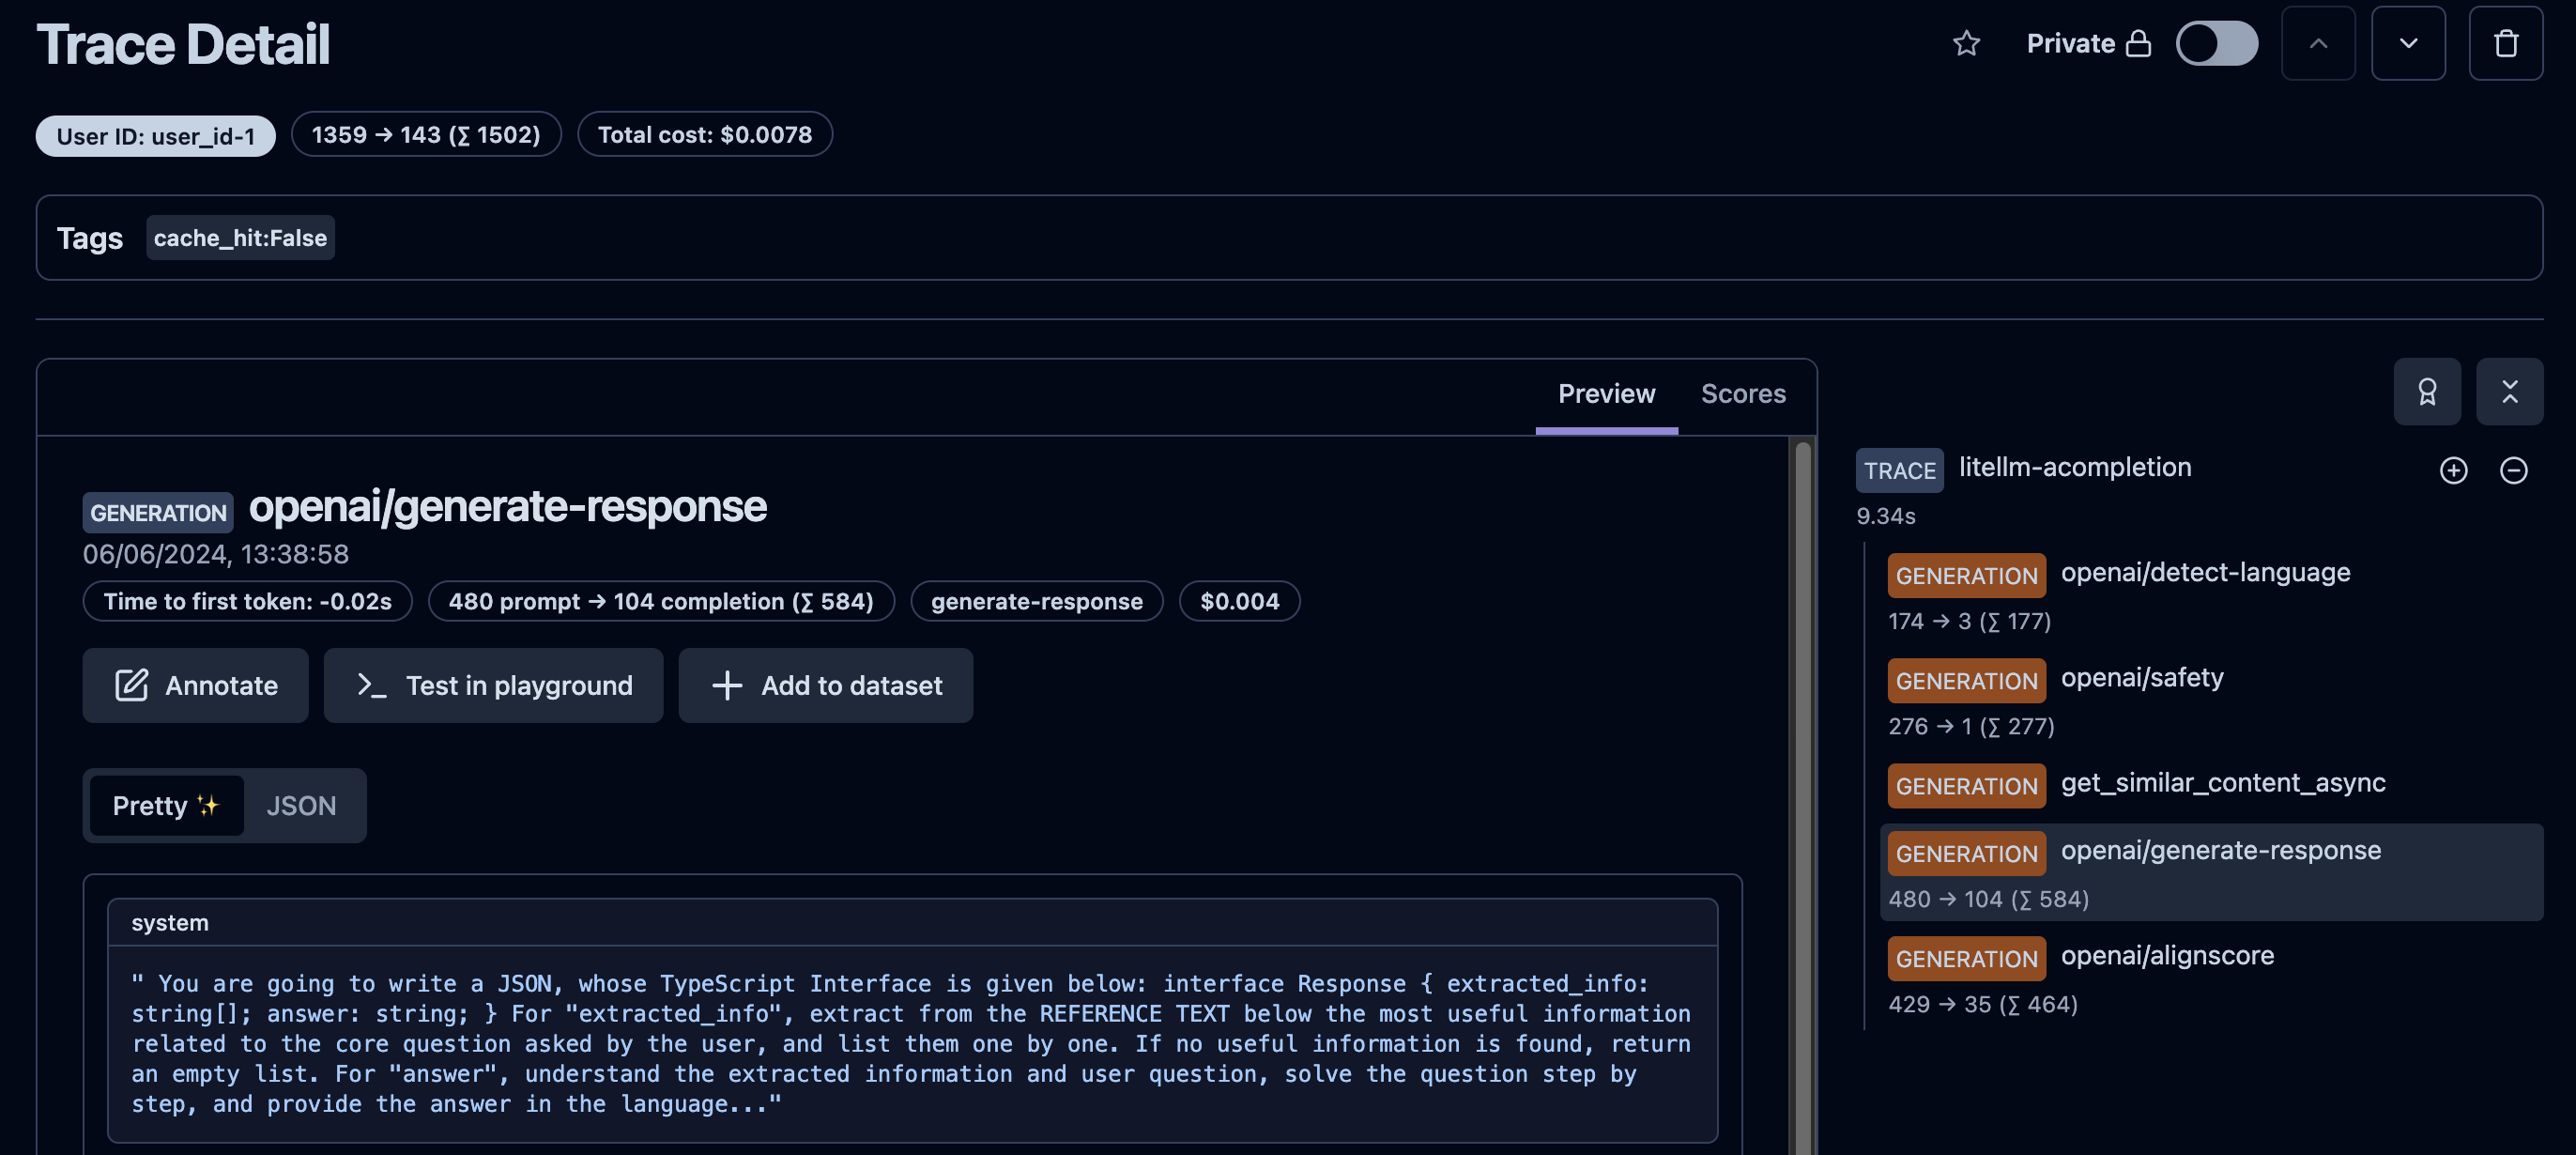 Trace Detail
Private
User ID: user_id-1
1359 → 143 (∑ 1502)
Total cost: $0.0078
Tags
cache_hit:False
Preview
Scores
GENERATION openai/generate-response
06/06/2024, 13:38:58
Time to first token: -0.02s
480 prompt → 104 completion (∑ 584)
generate-response
$0.004
Annotate
Test in playground
Add to dataset
Pretty ✨
JSON
system
" You are going to write a JSON, whose TypeScript Interface is given below: interface Response { extracted_info:
string[]; answer: string; } For "extracted_info", extract from the REFERENCE TEXT below the most useful information
related to the core question asked by the user, and list them one by one. If no useful information is found, return
an empty list. For "answer", understand the extracted information and user question, solve the question step by
step, and provide the answer in the language..."
TRACE litellm-acompletion
9.34s
GENERATION openai/detect-language
174 → 3 (∑ 177)
GENERATION openai/safety
276 → 1 (∑ 277)
GENERATION get_similar_content_async
GENERATION openai/generate-response
480 → 104 (∑ 584)
GENERATION openai/alignscore
429 → 35 (∑ 464)